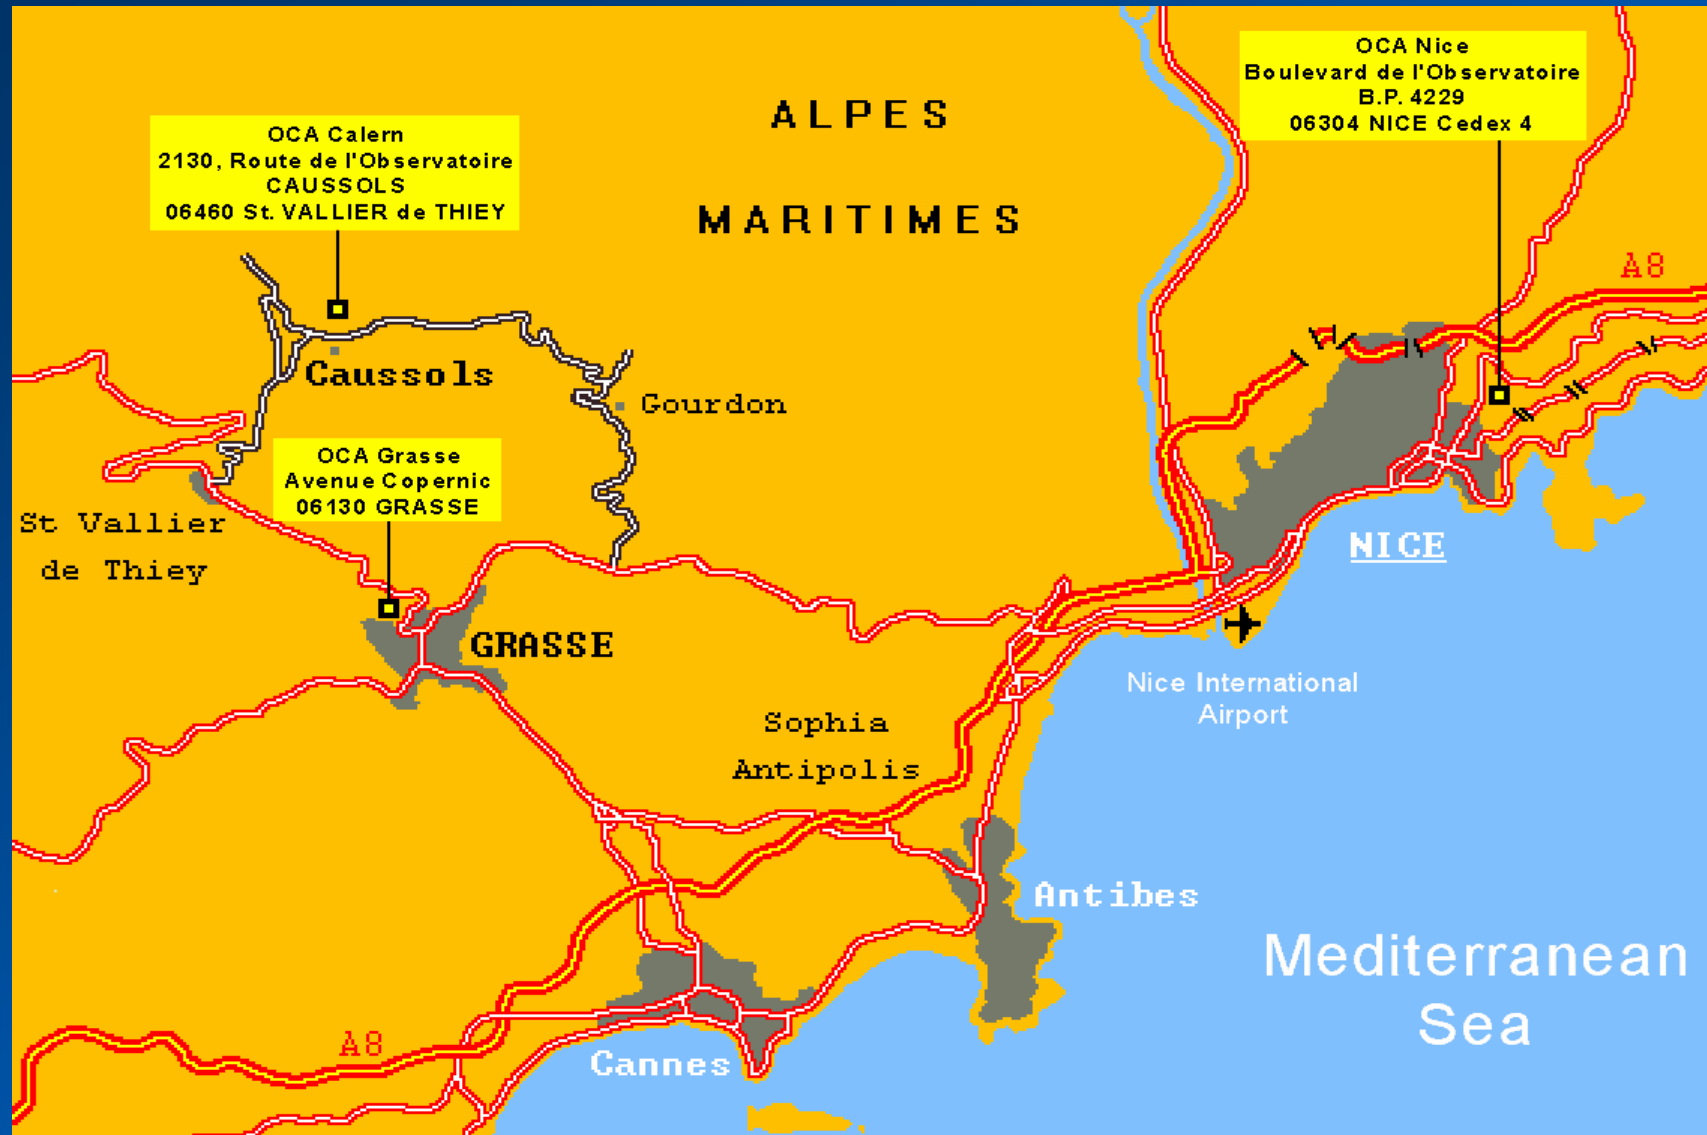 OCA Nice
Boulevard de l'Observatoire
B.P. 4229
06304 NICE Cedex 4
ALPES
MARITIMES
OCA Calern
2130, Route de l'Observatoire
CAUSSOLS
06460 St. VALLIER de THIEY
A8
Caussols
Gourdon
OCA Grasse
Avenue Copernic
06130 GRASSE
St Vallier
de Thiey
NICE
GRASSE
Nice International
Airport
Sophia
Antipolis
Antibes
Mediterranean
Sea
A8
Cannes